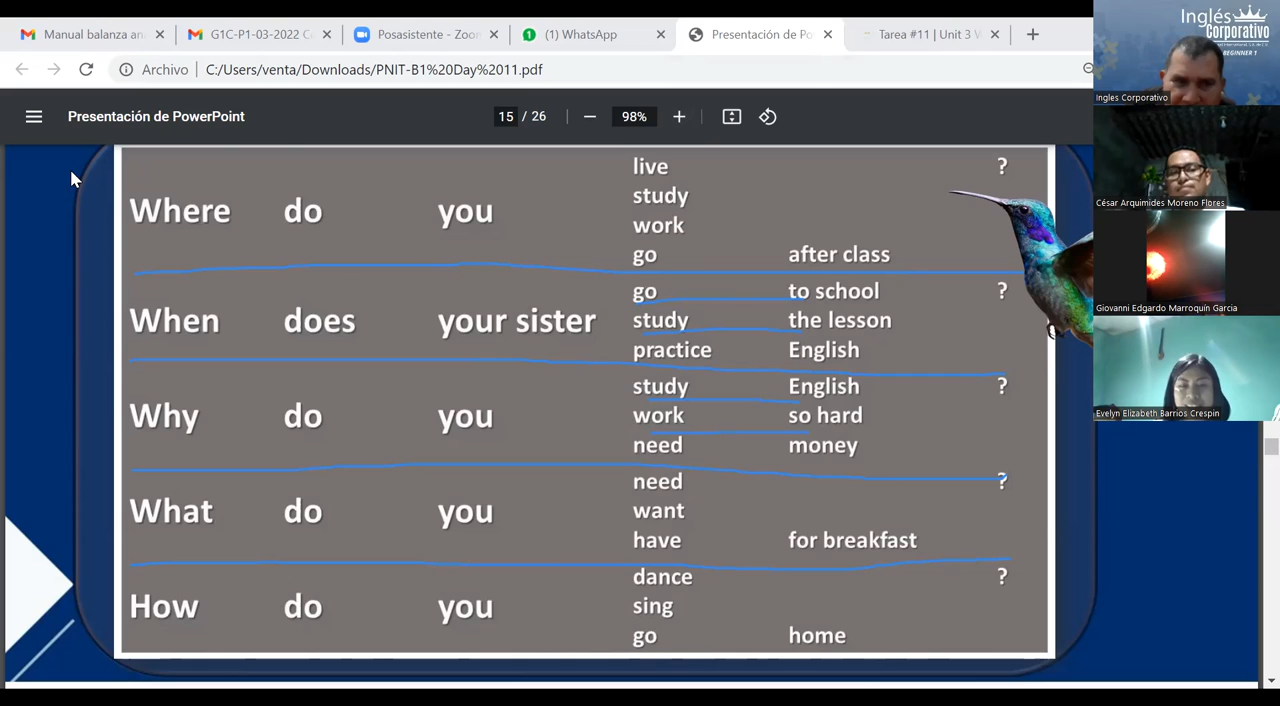 Manual balanza an
G1C-P1-03-2022 C
Posasistente - Zoom
(1) WhatsApp
Presentación de Po
Tarea #11 | Unit 3 W
Archivo C:/Users/venta/Downloads/PNIT-B1%20Day%2011.pdf
Presentación de PowerPoint 15 / 26 98%
live ?
study
Where do you
work
go after class
go to school ?
When does your sister study the lesson
practice English
study English ?
Why do you work so hard
need money
need ?
What do you want
have for breakfast
dance ?
How do you sing
go home
Inglés
Corporativo
BEGINNER 1
Ingles Corporativo
César Arquimides Moreno Flores
Giovanni Edgardo Marroquín Garcia
Evelyn Elizabeth Barrios Crespin